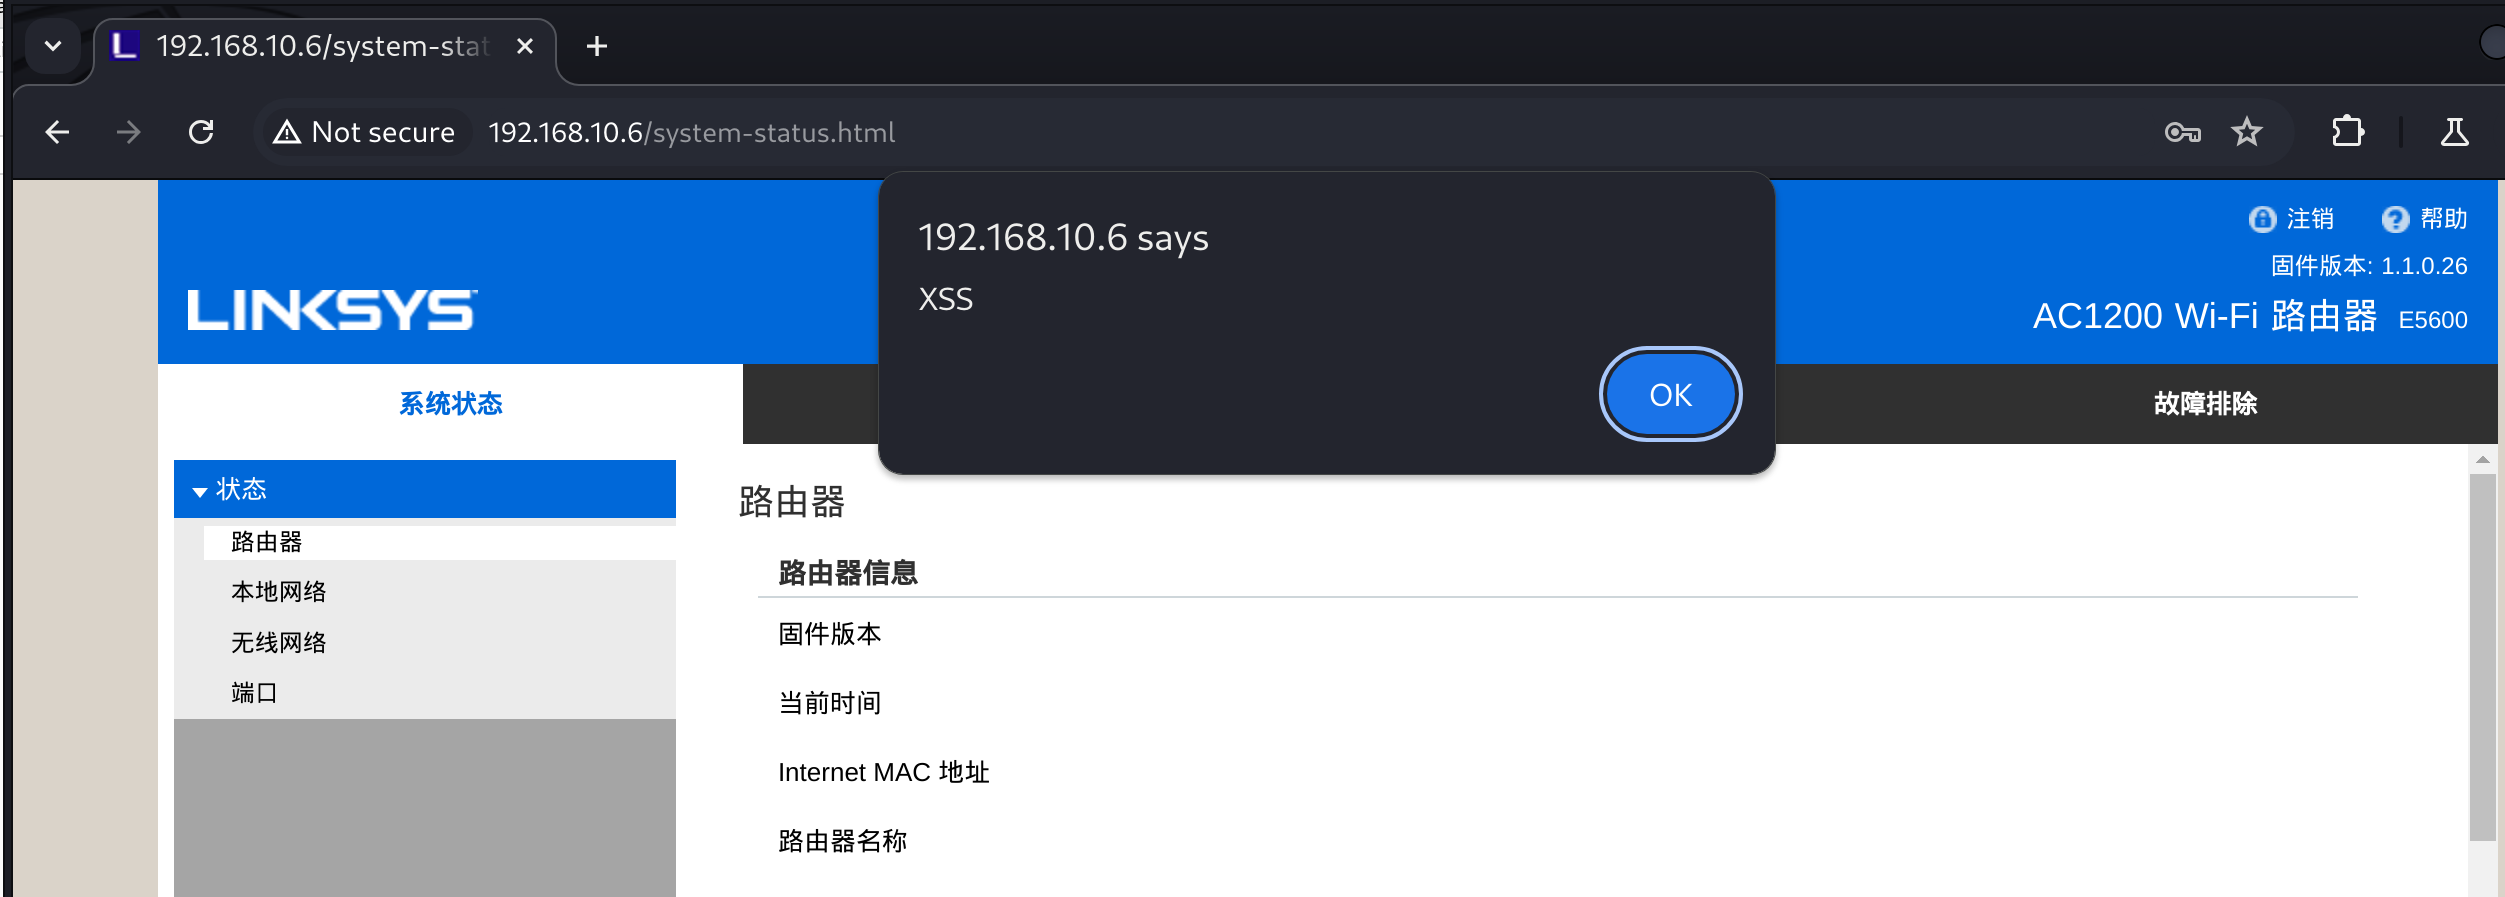 192.168.10.6/system-stat
Not secure 192.168.10.6/system-status.html
192.168.10.6 says
XSS
OK
注销 帮助
固件版本: 1.1.0.26
LINKSYS
AC1200 Wi-Fi 路由器 E5600
系统状态 故障排除
状态
路由器
本地网络
无线网络
端口
路由器
路由器信息
固件版本
当前时间
Internet MAC 地址
路由器名称